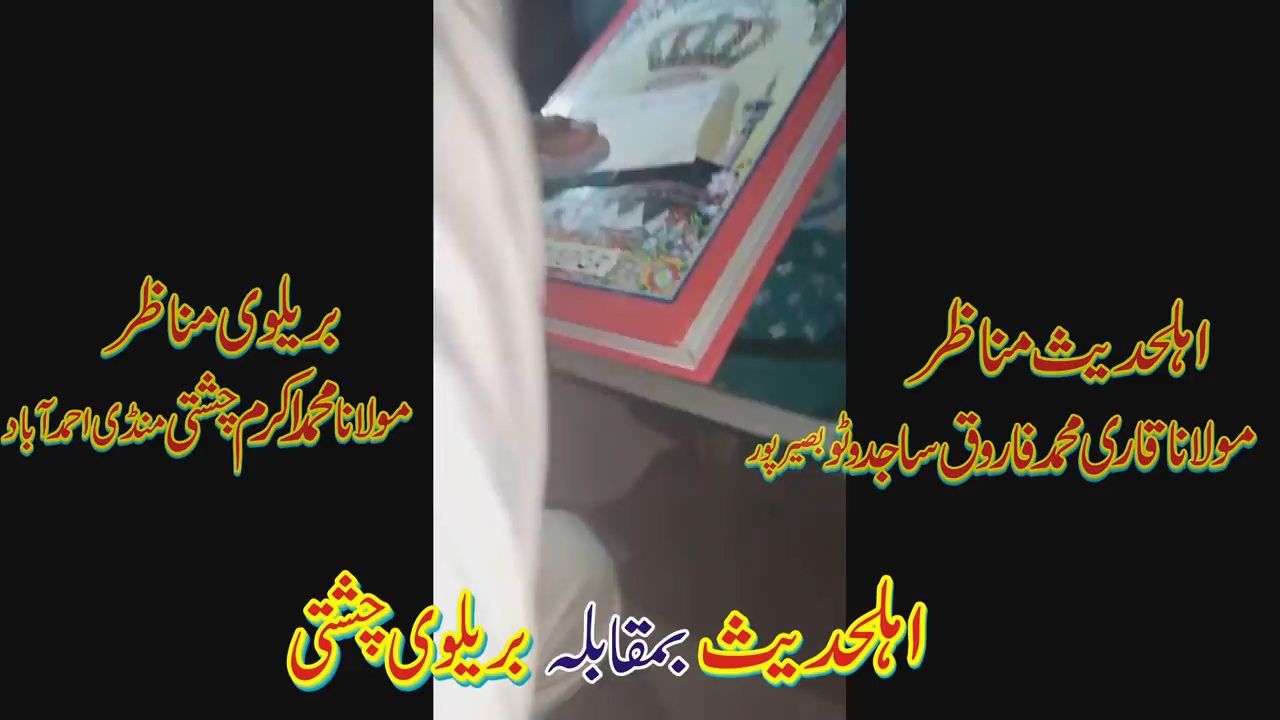 اہلحدیث مناظر
مولانا قاری محمد فاروق ساجد وٹو بصیرپور
بریلوی مناظر
مولانا محمد اکرم چشتی منڈی احمد آباد
اہلحدیث بمقابلہ بریلوی چشتی